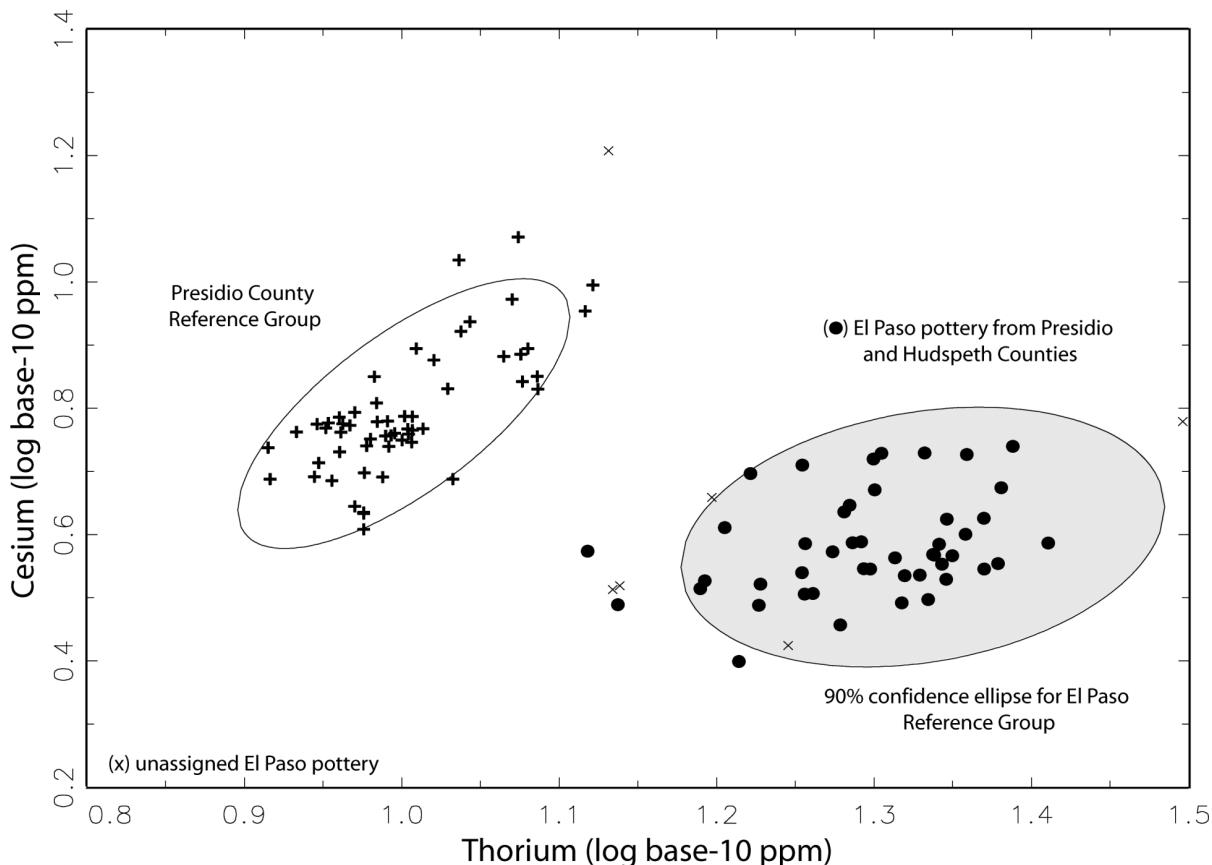 1.4
1.2
1.0
0.8
0.6
0.4
0.2
Cesium (log base-10 ppm)
Presidio County
Reference Group
(●) El Paso pottery from Presidio
and Hudspeth Counties
90% confidence ellipse for El Paso
Reference Group
(x) unassigned El Paso pottery
0.8 0.9 1.0 1.1 1.2 1.3 1.4 1.5
Thorium (log base-10 ppm)